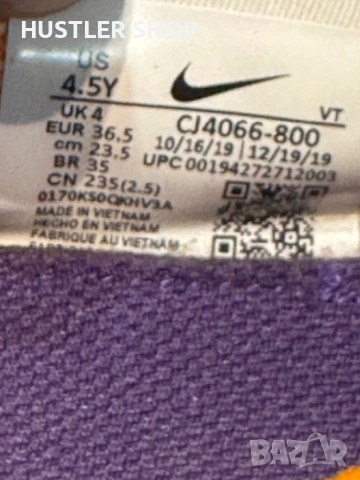 HUSTLER SHOP
US
4.5Y
UK 4
EUR 36.5
cm 23.5
BR 35
CN 235(2.5)
VT
CJ4066-800
10/16/19 | 12/19/19
UPC 00194272712003
0170KS0QKHV3A
MADE IN VIETNAM
HECHO EN VIETNAM
FABRIQUE AU VIETNAM
BAZAR